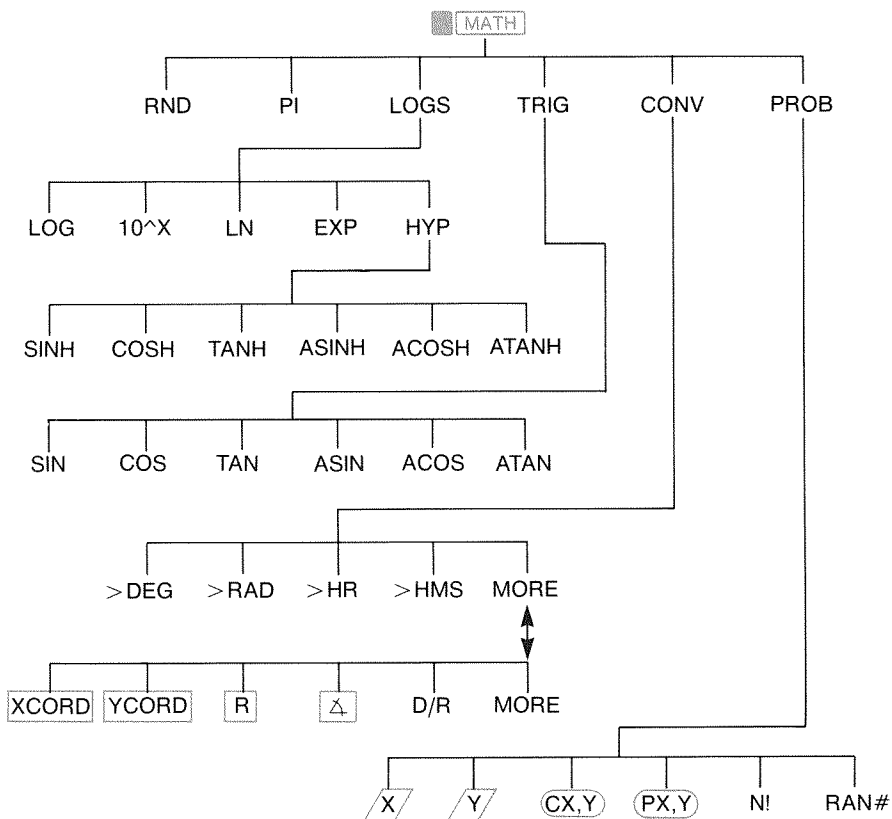 MATH
RND PI LOGS TRIG CONV PROB
LOG 10^X LN EXP HYP
SINH COSH TANH ASINH ACOSH ATANH
SIN COS TAN ASIN ACOS ATAN
>DEG >RAD >HR >HMS MORE
XCORD YCORD R ∡ D/R MORE
X Y CX,Y PX,Y N! RAN#